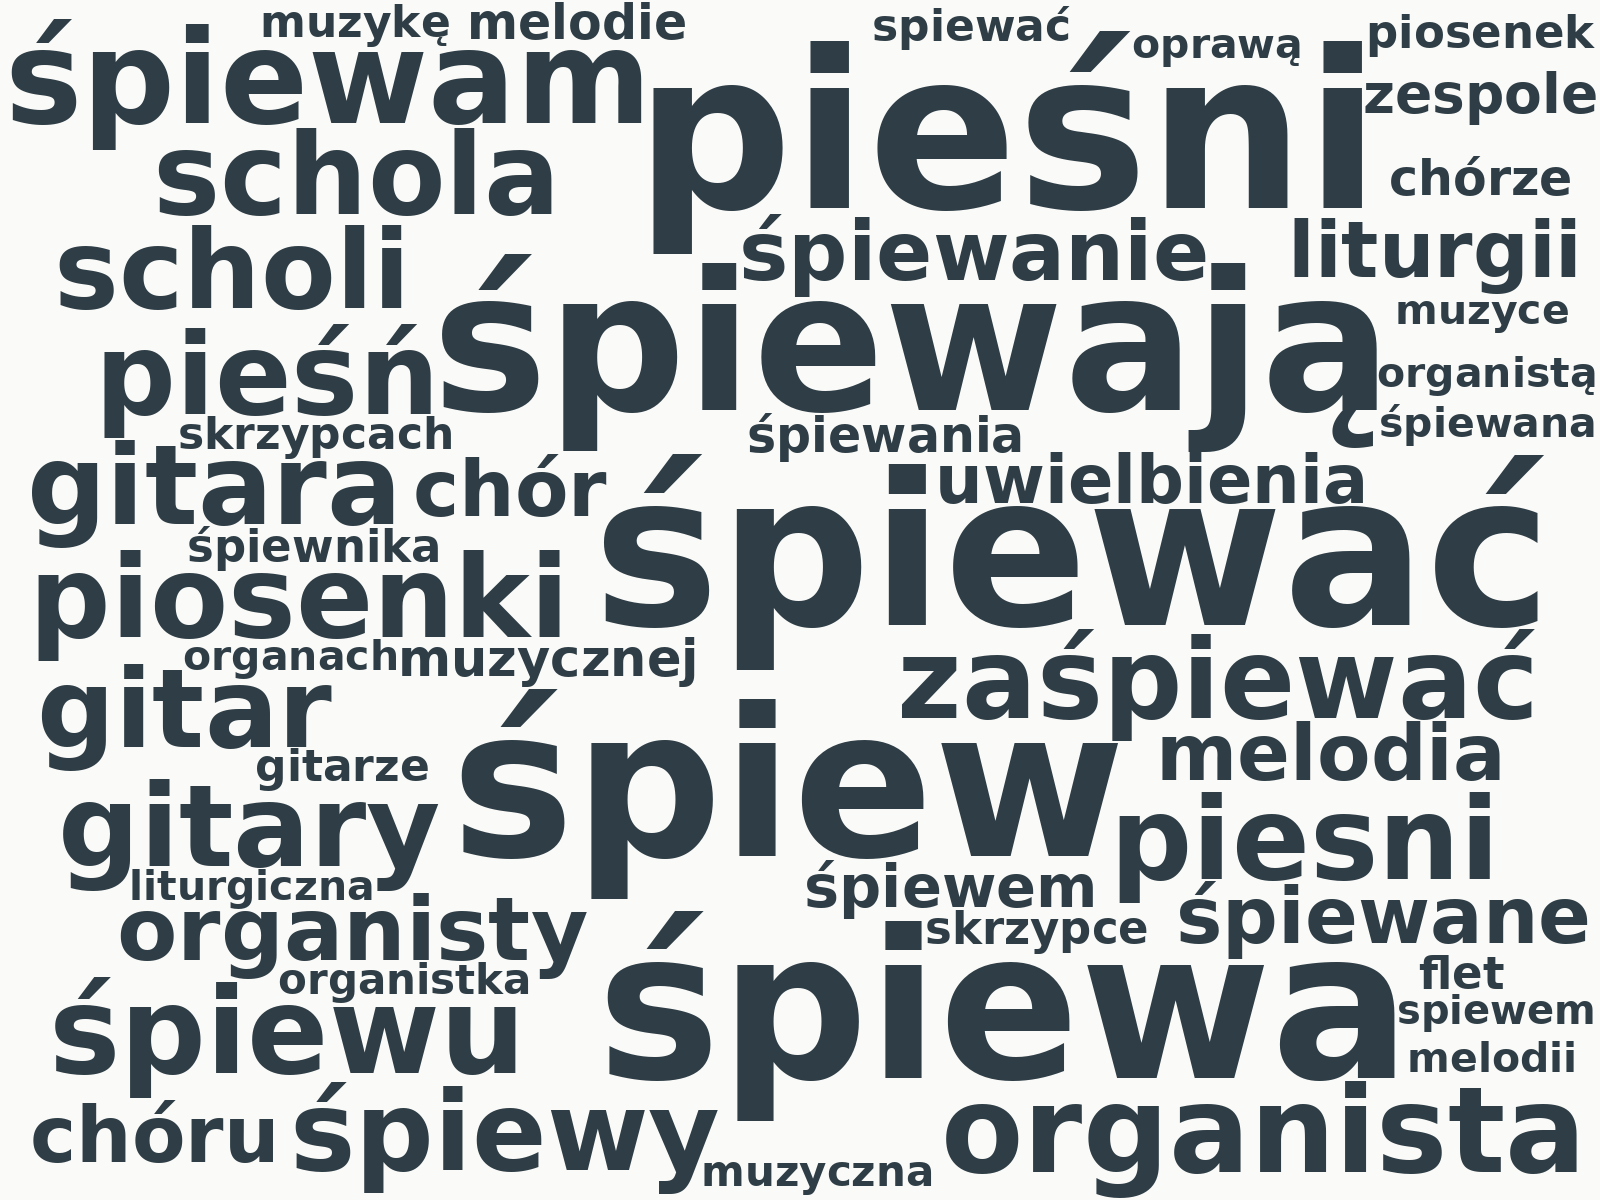 muzykę melodie spiewać oprawą piosenek
śpiewam pieśni zespole
schola chórze
scholi śpiewanie liturgii
śpiewają muzyce
pieśń organistą
skrzypcach śpiewania śpiewana
gitara chór uwielbienia
śpiewnika śpiewać
piosenki
organach muzycznej zaśpiewać
gitar śpiew melodia
gitarze
gitary piesni
liturgiczna śpiewem
organisty skrzypce śpiewane
organistka flet
śpiewu śpiewa spiewem
melodii
chóru śpiewy organista
muzyczna